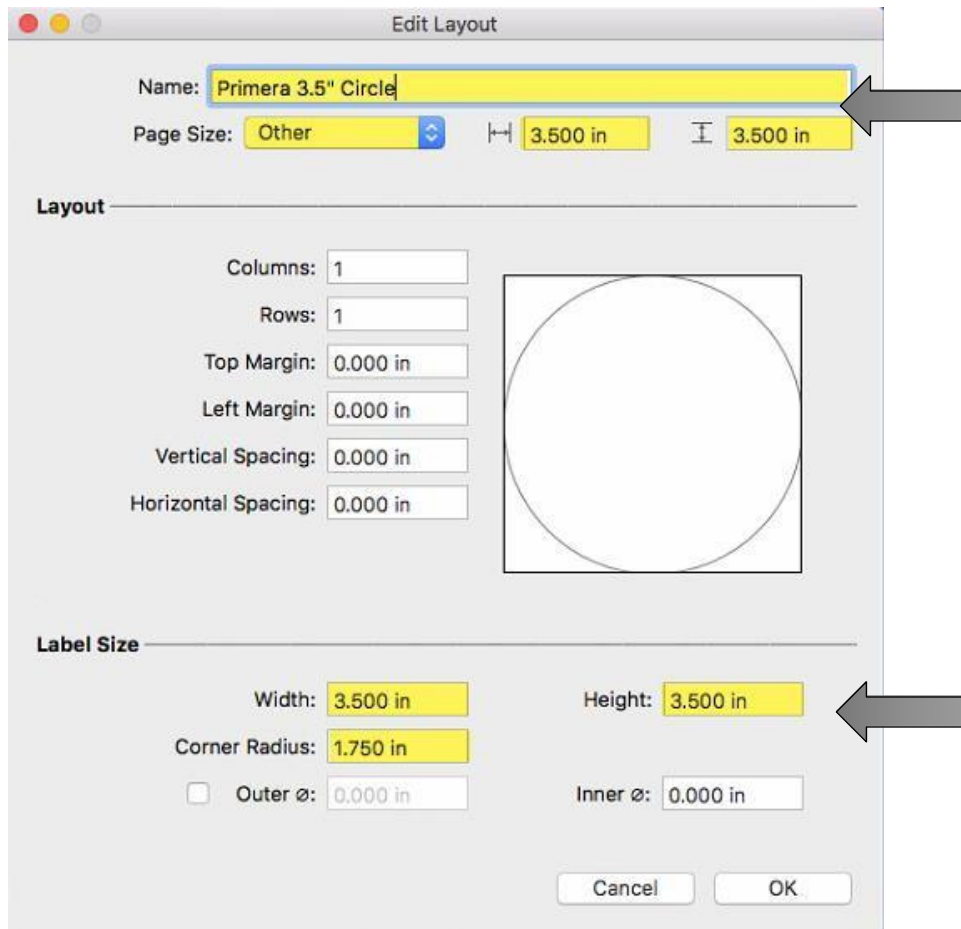 Edit Layout
Name: Primera 3.5" Circle
Page Size: Other 3.500 in 3.500 in
Layout
Columns: 1
Rows: 1
Top Margin: 0.000 in
Left Margin: 0.000 in
Vertical Spacing: 0.000 in
Horizontal Spacing: 0.000 in
Label Size
Width: 3.500 in Height: 3.500 in
Corner Radius: 1.750 in
Outer ⌀: 0.000 in Inner ⌀: 0.000 in
Cancel OK